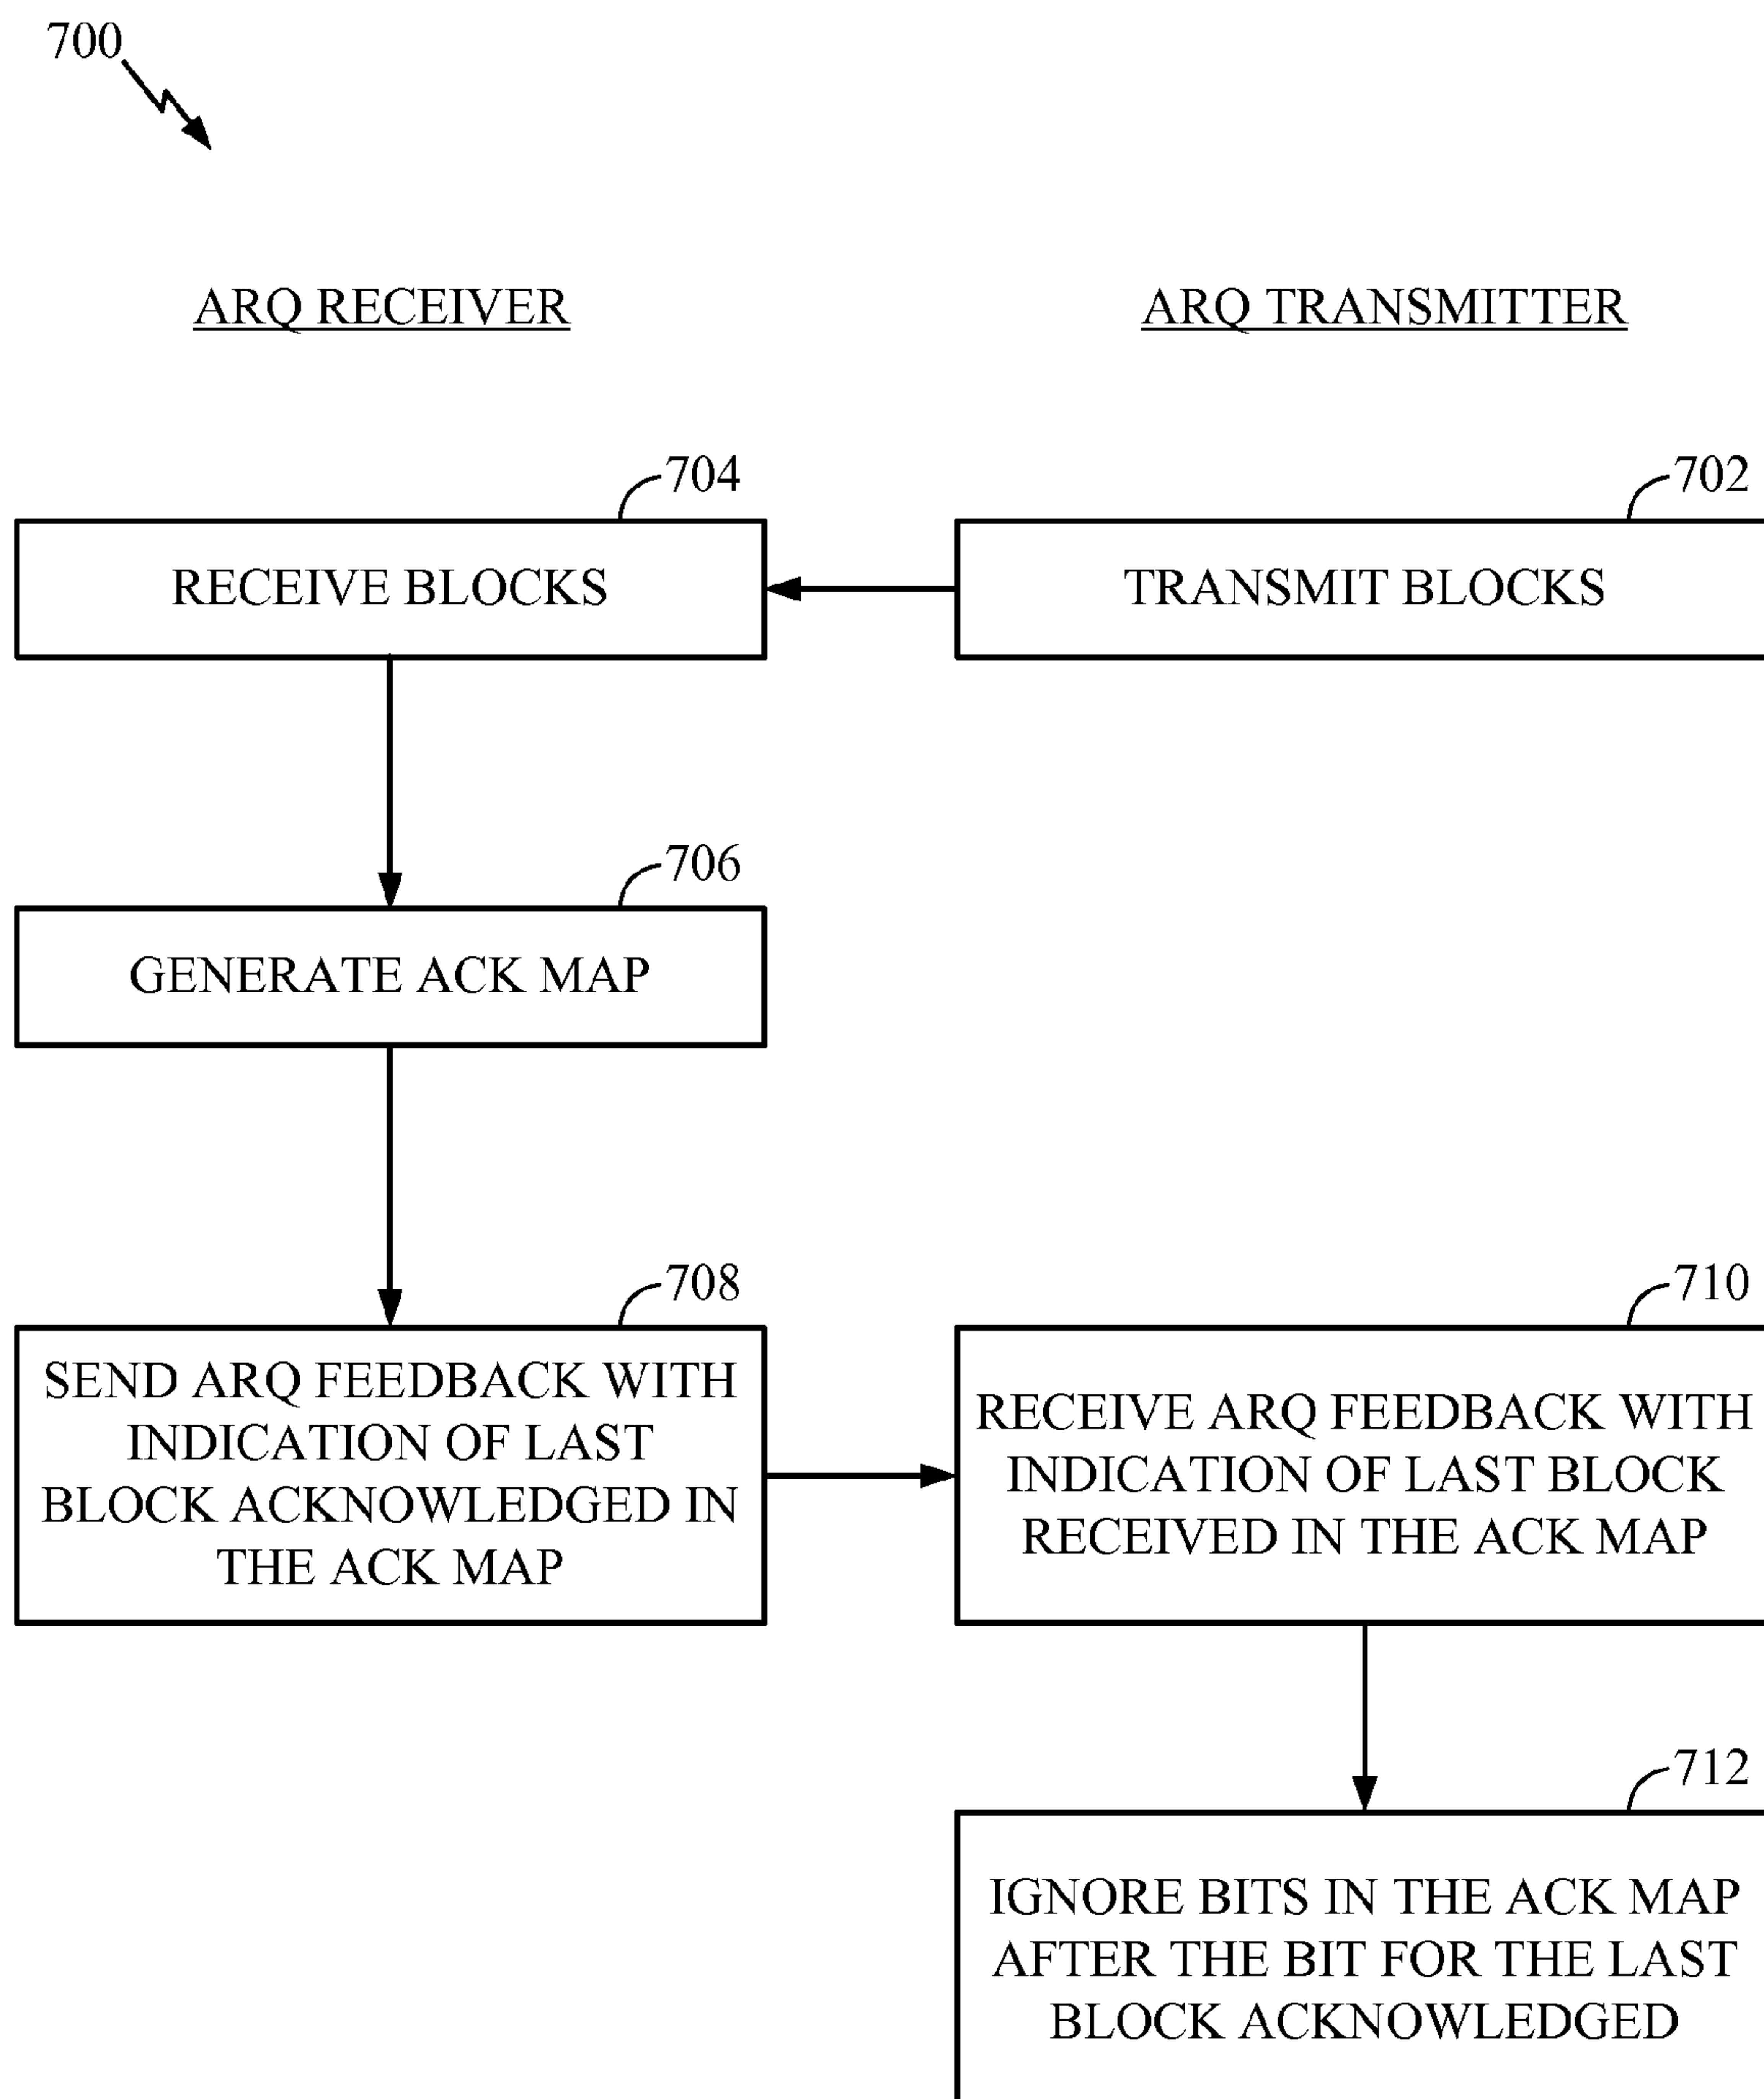 700
ARQ RECEIVER
ARQ TRANSMITTER
704
RECEIVE BLOCKS
702
TRANSMIT BLOCKS
706
GENERATE ACK MAP
708
SEND ARQ FEEDBACK WITH
INDICATION OF LAST
BLOCK ACKNOWLEDGED IN
THE ACK MAP
710
RECEIVE ARQ FEEDBACK WITH
INDICATION OF LAST BLOCK
RECEIVED IN THE ACK MAP
712
IGNORE BITS IN THE ACK MAP
AFTER THE BIT FOR THE LAST
BLOCK ACKNOWLEDGED